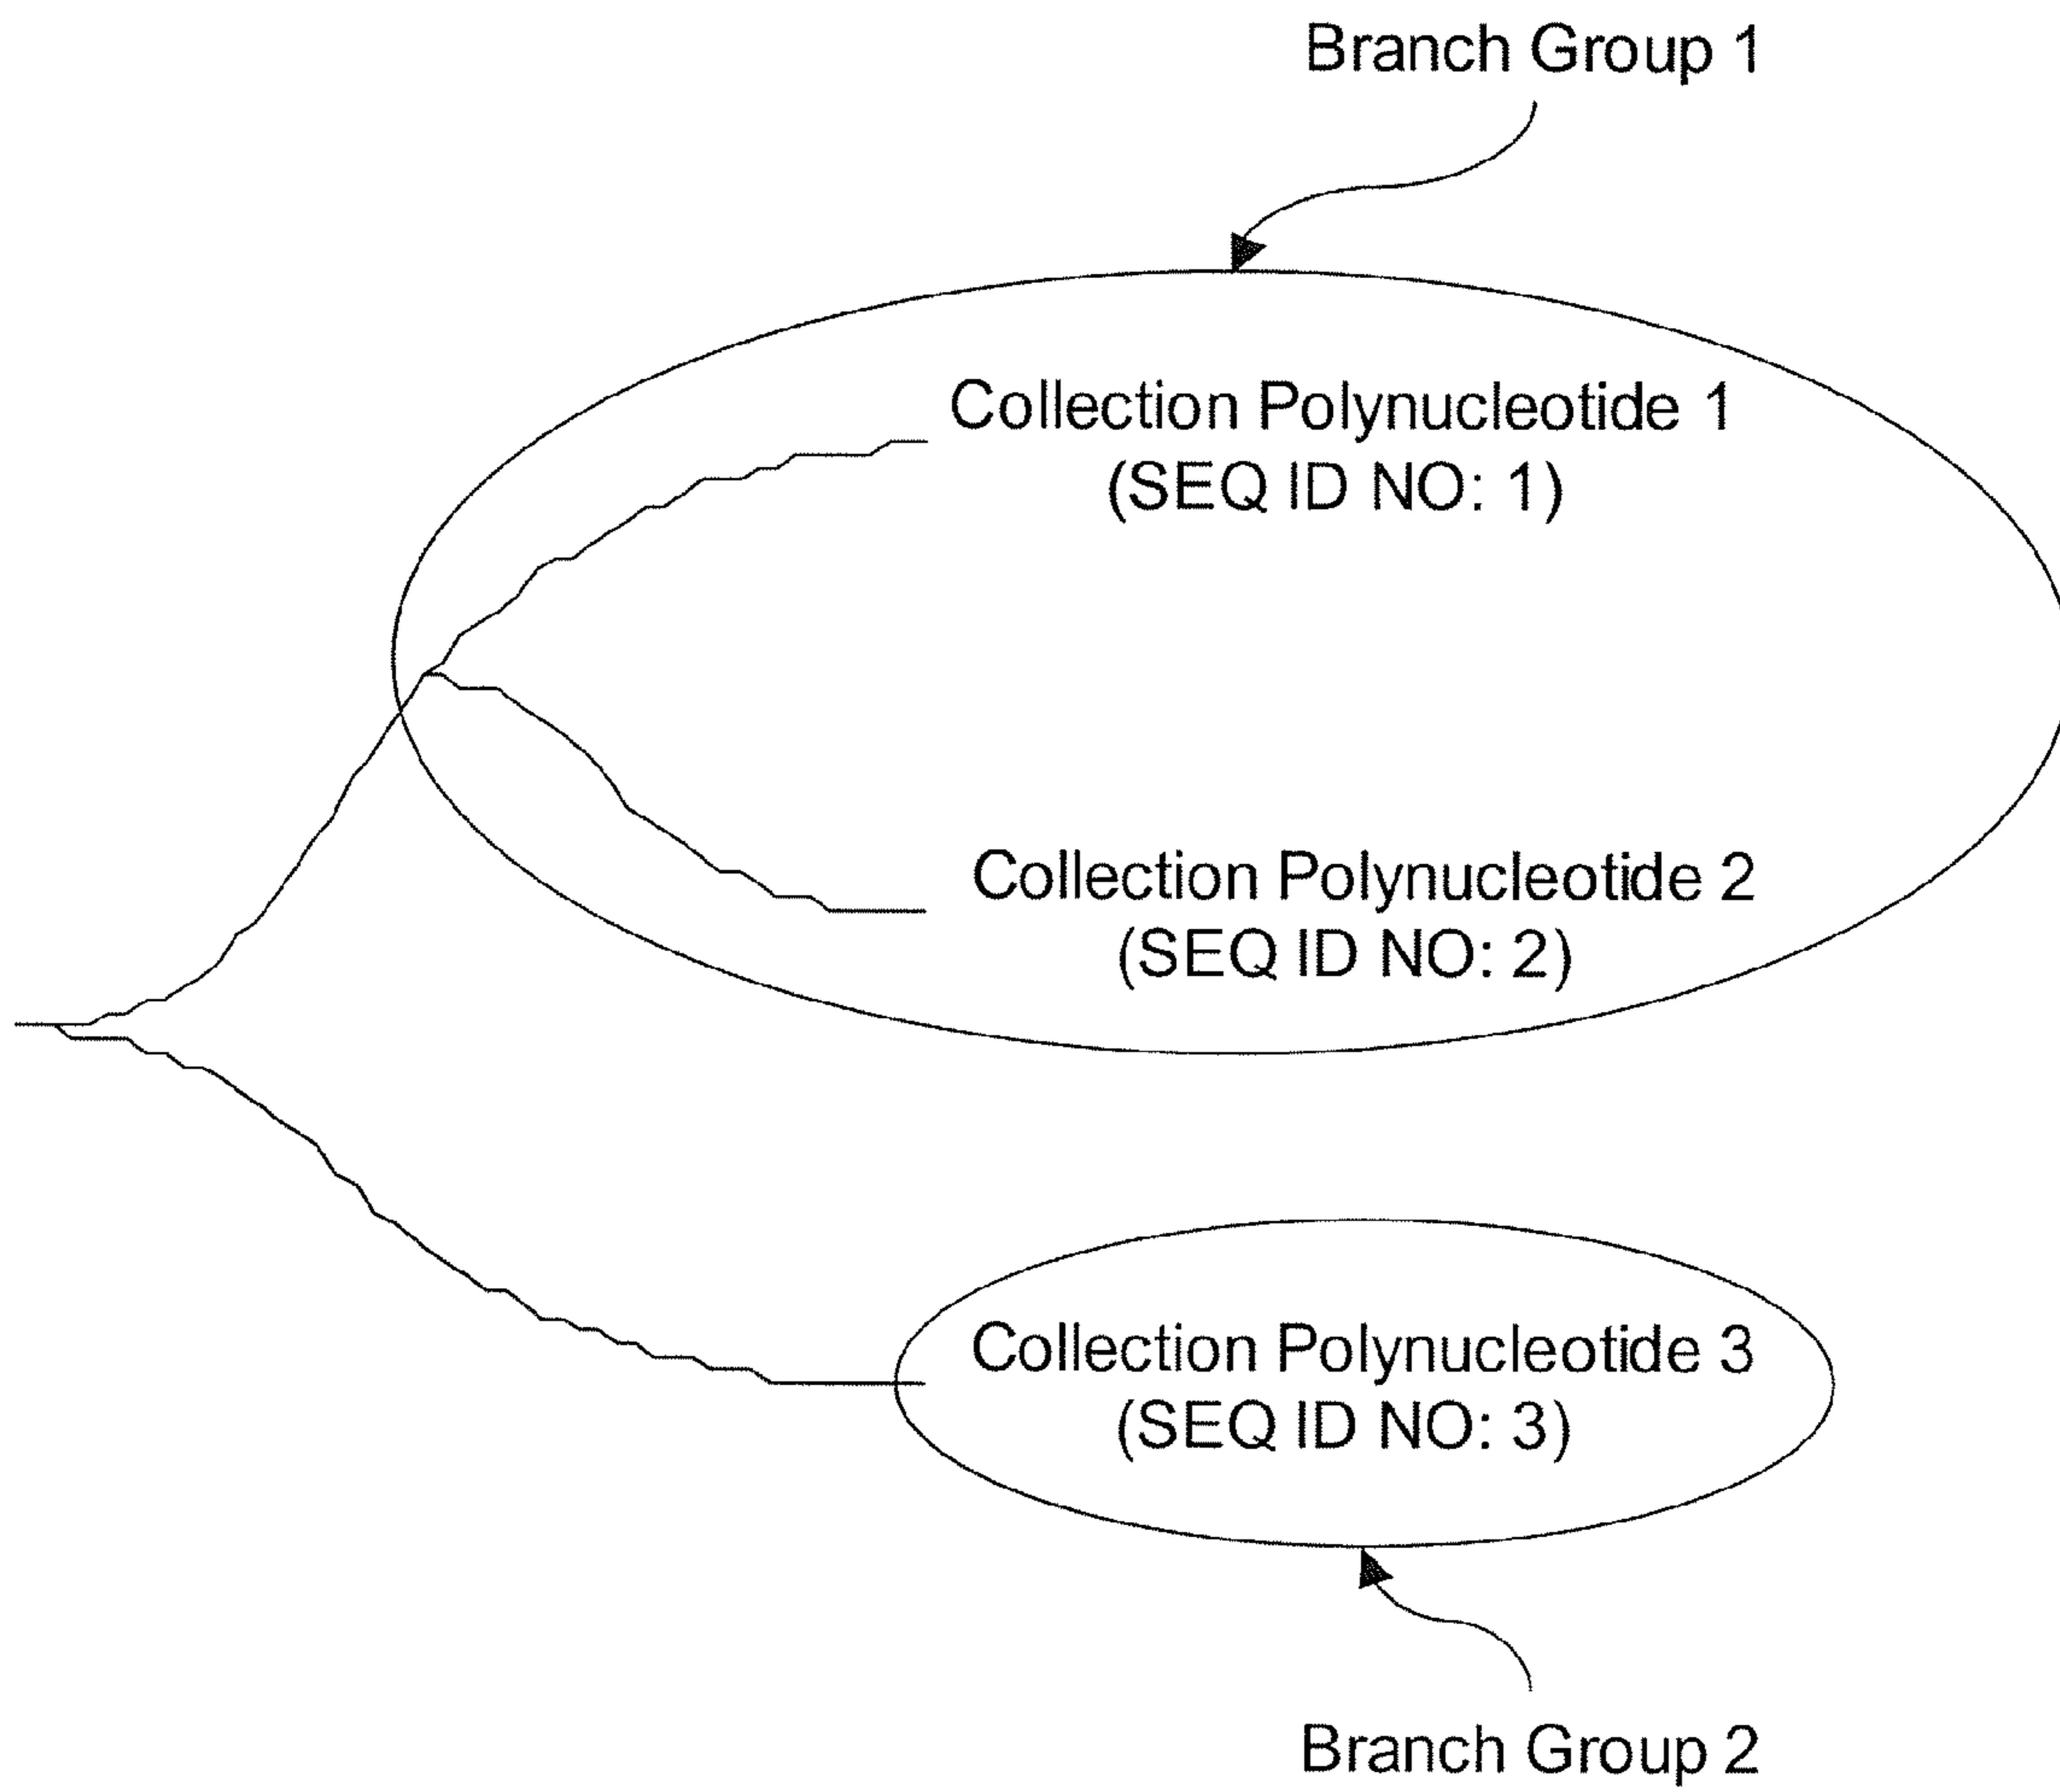 Branch Group 1
Collection Polynucleotide 1
(SEQ ID NO: 1)
Collection Polynucleotide 2
(SEQ ID NO: 2)
Collection Polynucleotide 3
(SEQ ID NO: 3)
Branch Group 2